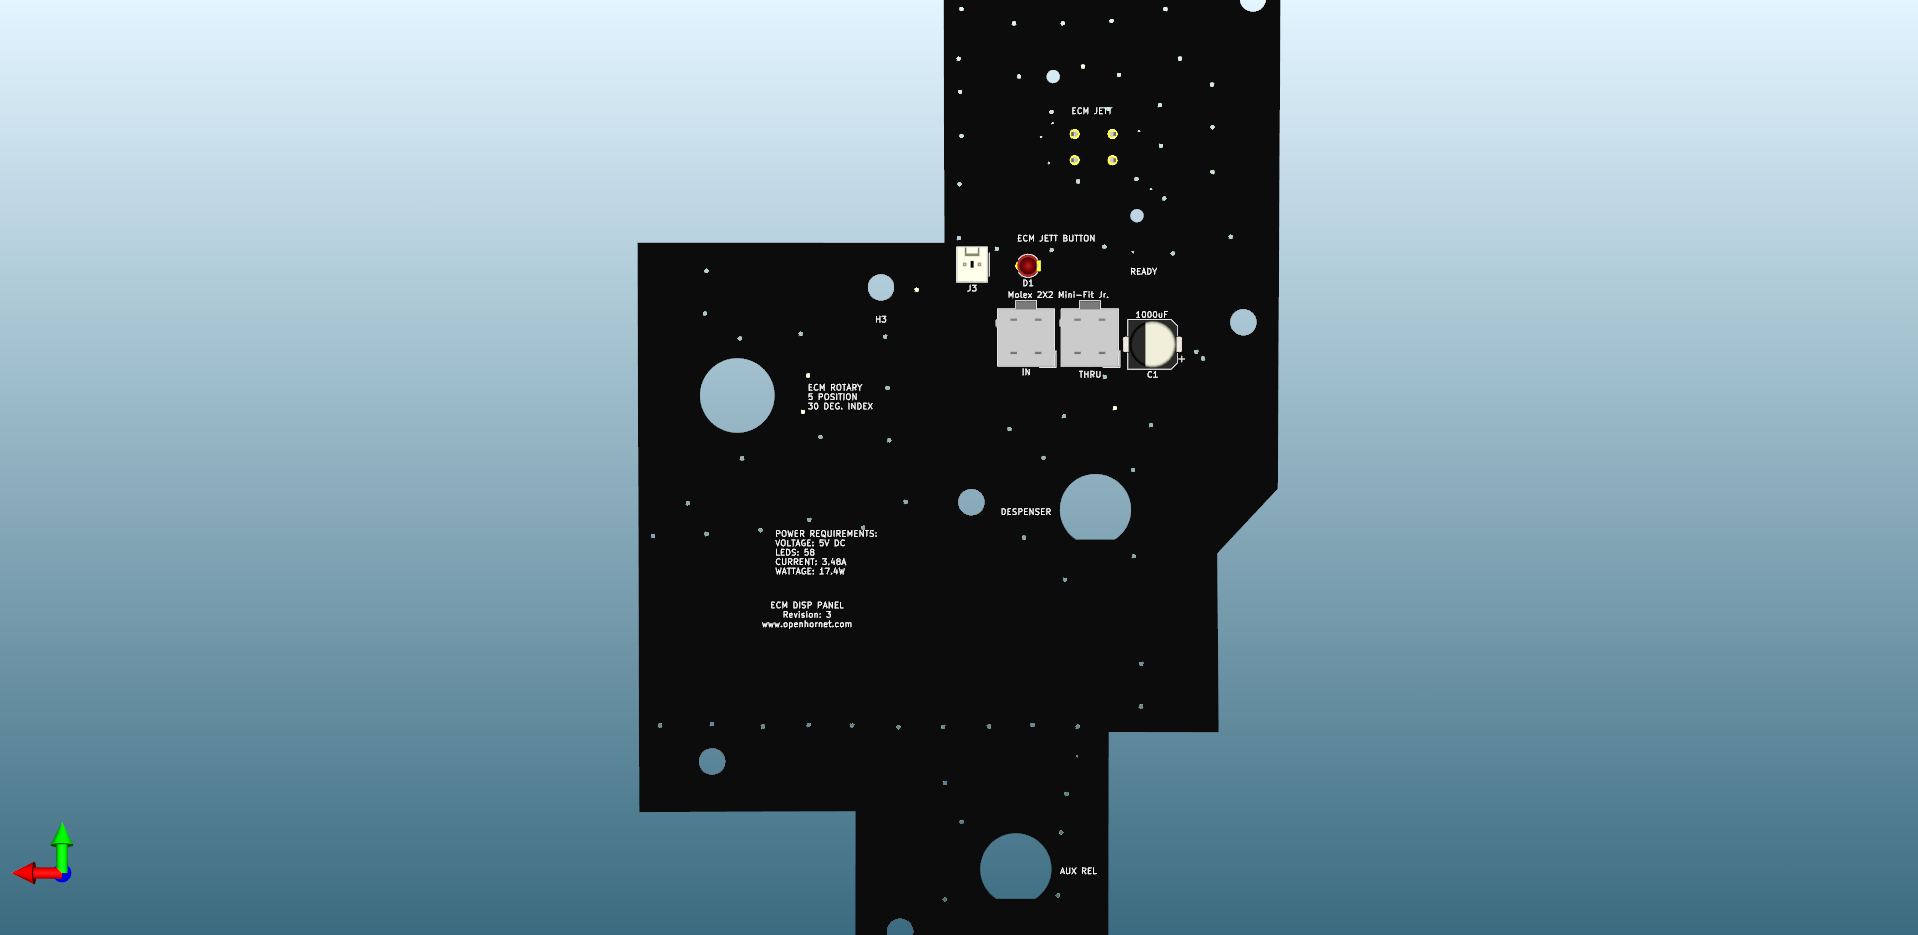 ECM JETT
ECM JETT BUTTON
READY
D1
J3
Molex 2X2 Mini-Fit Jr.
1000uF
H3
+
IN
THRU
C1
ECM ROTARY
5 POSITION
30 DEG. INDEX
DESPENSER
POWER REQUIREMENTS:
VOLTAGE: 5V DC
LEDS: 58
CURRENT: 3.48A
WATTAGE: 17.4W
ECM DISP PANEL
Revision: 3
www.openhornet.com
AUX REL